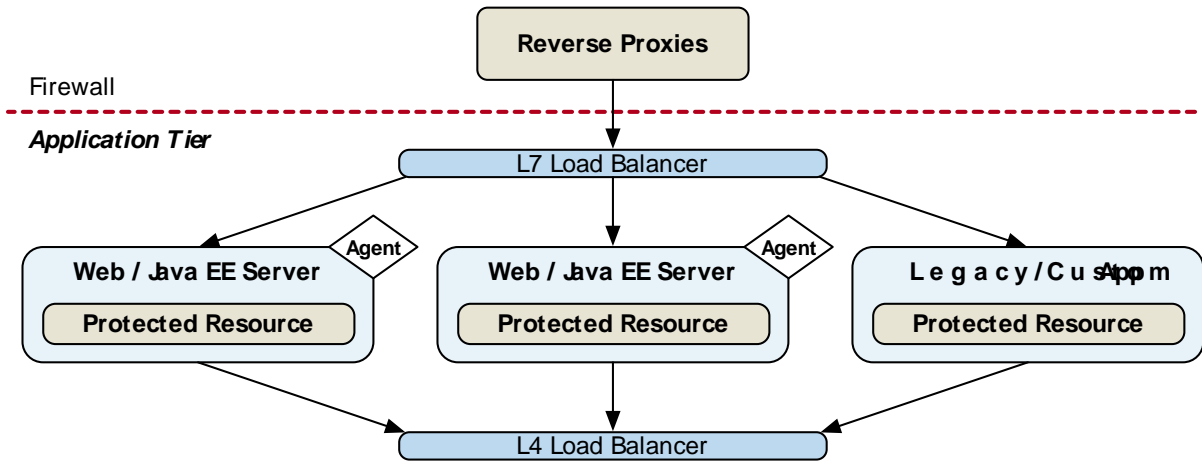 Reverse Proxies
Firewall
Application Tier
L7 Load Balancer
Agent
Agent
Web / Java EE Server
Web / Java EE Server
Legacy/Custom App
Protected Resource
Protected Resource
Protected Resource
L4 Load Balancer